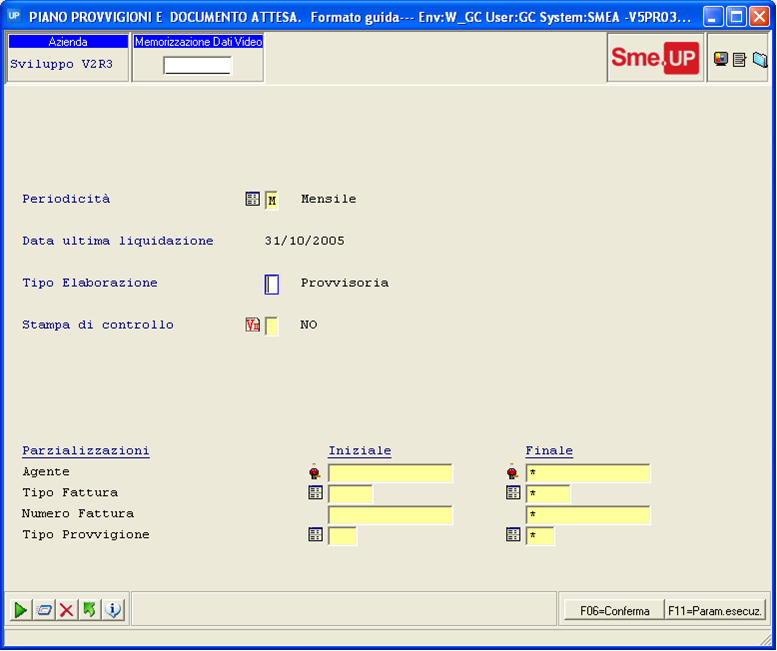 UP PIANO PROVVIGIONI E DOCUMENTO ATTESA. Formato guida--- Env:W_GC User:GC System:SMEA -V5PR03...
Azienda
Memorizzazione Dati Video
Sviluppo V2R3
Sme.UP
Periodicità M Mensile
Data ultima liquidazione 31/10/2005
Tipo Elaborazione Provvisoria
Stampa di controllo V# NO
Parzializzazioni Iniziale Finale
Agente *
Tipo Fattura *
Numero Fattura *
Tipo Provvigione *
F06=Conferma F11=Param.esecuz.